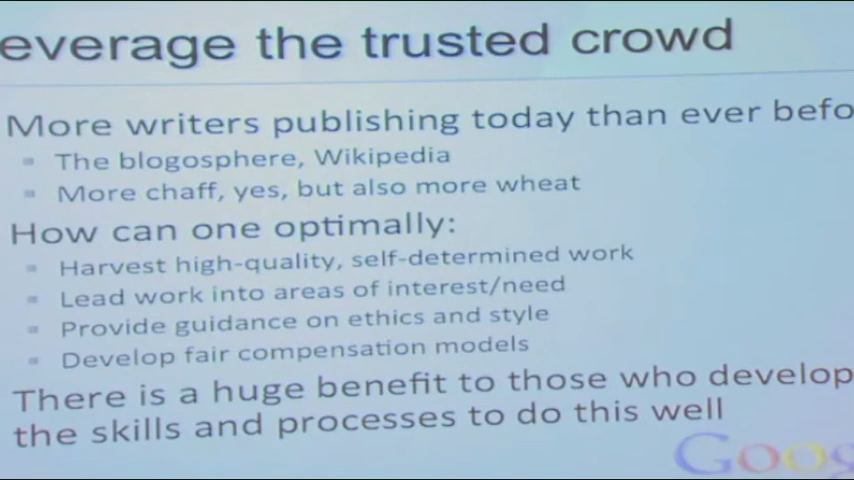 everage the trusted crowd
More writers publishing today than ever befo
The blogosphere, Wikipedia
More chaff, yes, but also more wheat
How can one optimally:
Harvest high-quality, self-determined work
Lead work into areas of interest/need
Provide guidance on ethics and style
Develop fair compensation models
There is a huge benefit to those who develop
the skills and processes to do this well
Goog